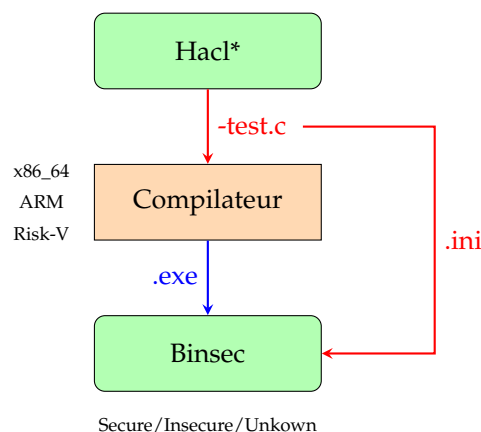 Hacl*
-test.c
x86_64
ARM
Risk-V
Compilateur
.ini
.exe
Binsec
Secure/Insecure/Unkown